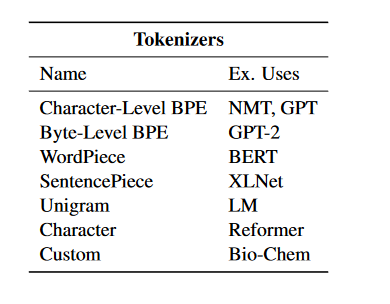 Tokenizers
Name Ex. Uses
Character-Level BPE NMT, GPT
Byte-Level BPE GPT-2
WordPiece BERT
SentencePiece XLNet
Unigram LM
Character Reformer
Custom Bio-Chem